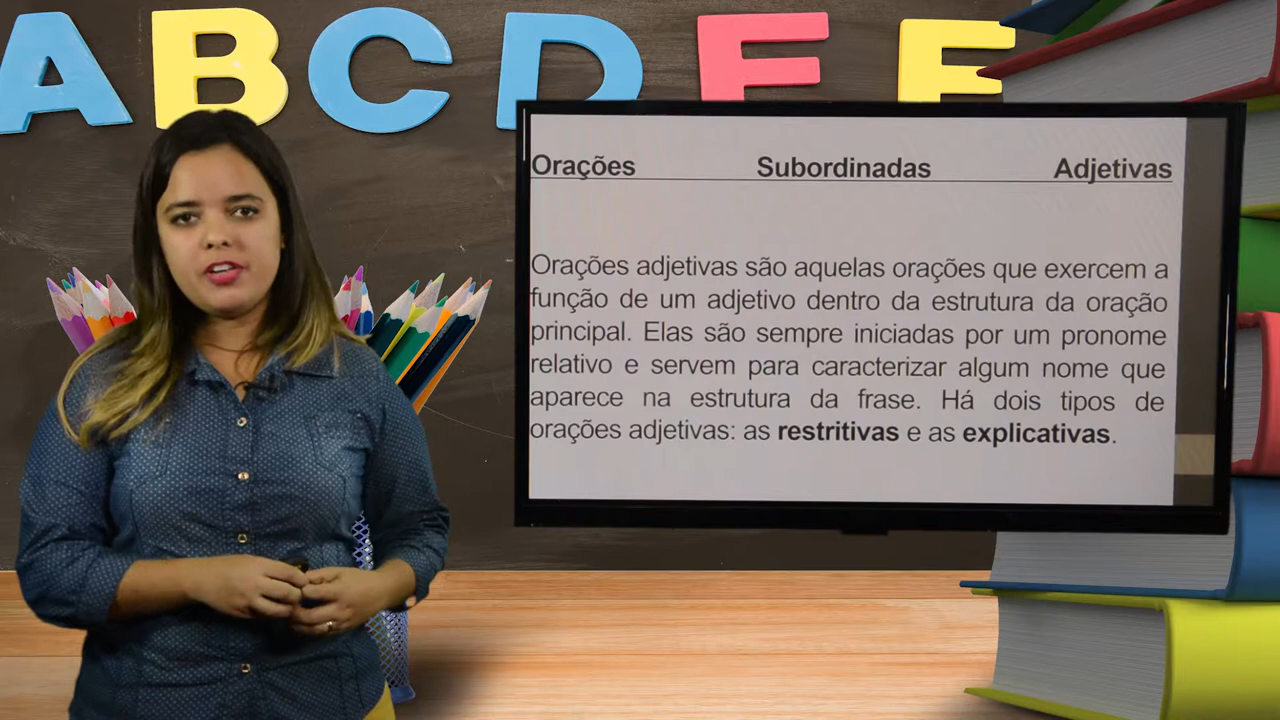 A B C D E F
Orações Subordinadas Adjetivas
Orações adjetivas são aquelas orações que exercem a
função de um adjetivo dentro da estrutura da oração
principal. Elas são sempre iniciadas por um pronome
relativo e servem para caracterizar algum nome que
aparece na estrutura da frase. Há dois tipos de
orações adjetivas: as restritivas e as explicativas.